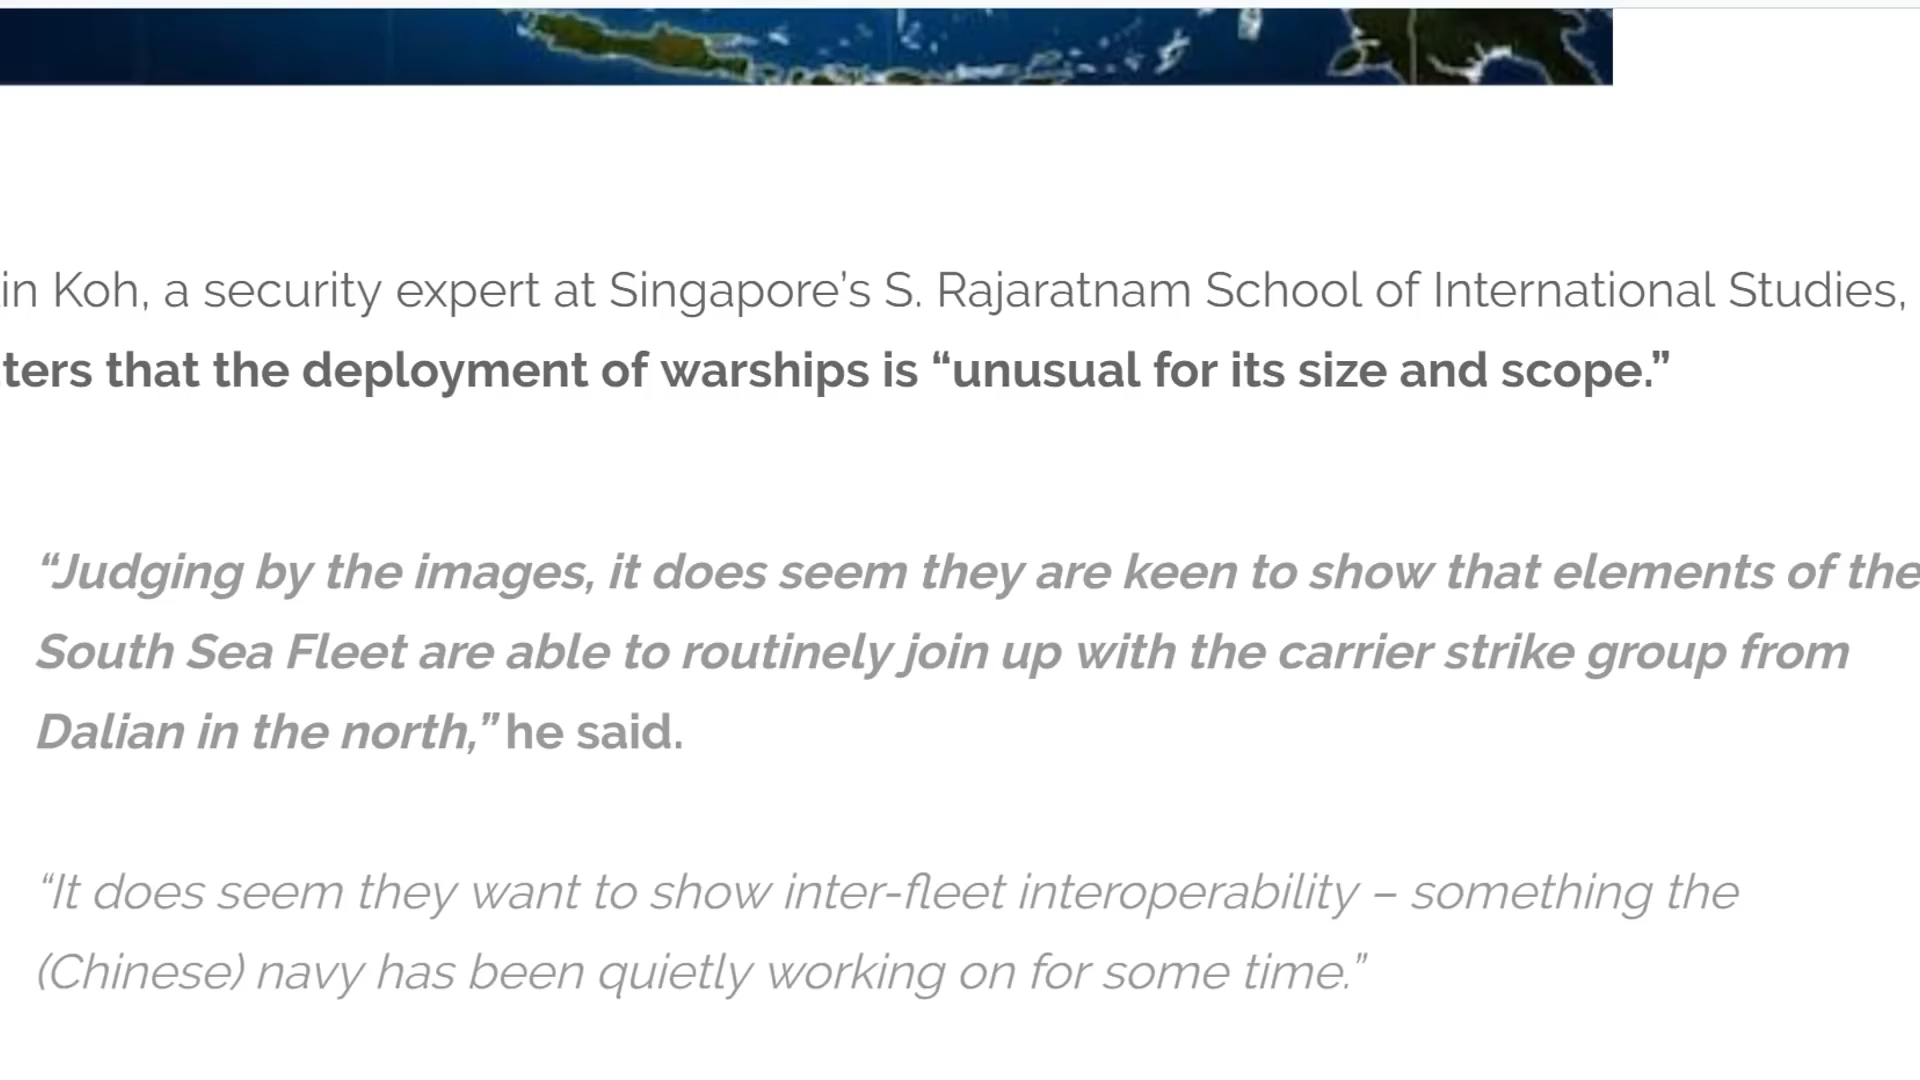 in Koh, a security expert at Singapore’s S. Rajaratnam School of International Studies,
ters that the deployment of warships is “unusual for its size and scope.”
“Judging by the images, it does seem they are keen to show that elements of the
South Sea Fleet are able to routinely join up with the carrier strike group from
Dalian in the north,” he said.
“It does seem they want to show inter-fleet interoperability – something the
(Chinese) navy has been quietly working on for some time.”